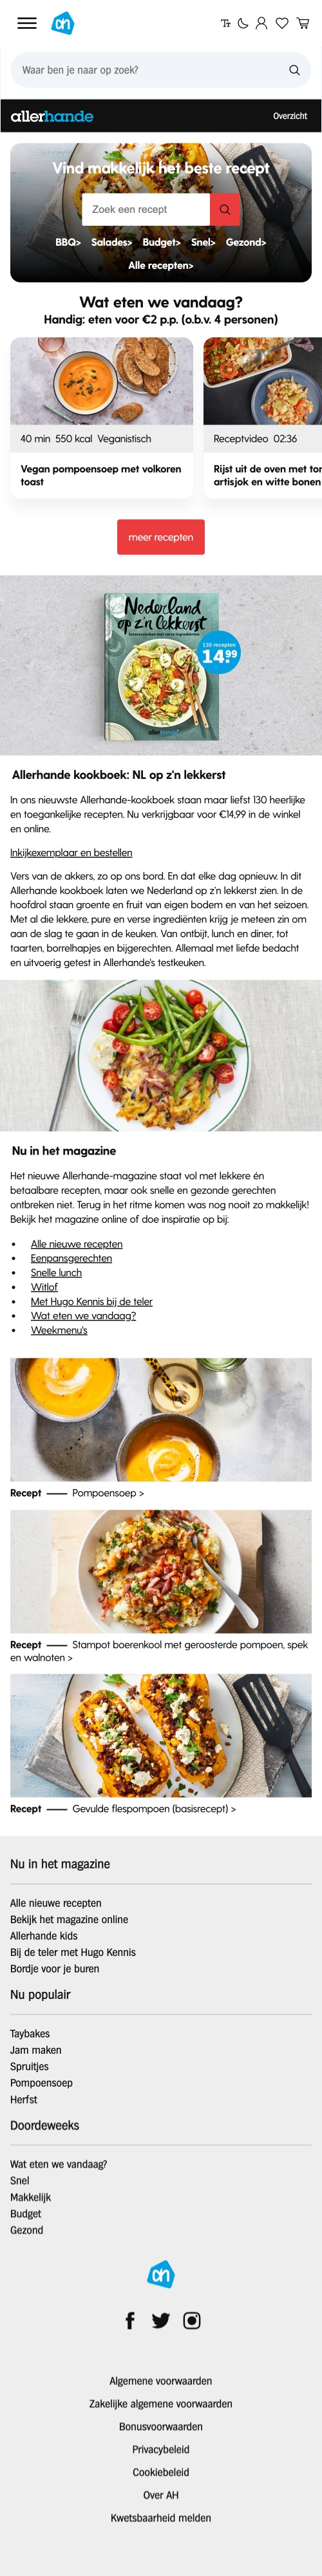 Waar ben je naar op zoek?
allerhande
Overzicht
Vind makkelijk het beste recept
Zoek een recept
BBQ> Salades> Budget> Snel> Gezond>
Alle recepten>
Wat eten we vandaag?
Handig: eten voor €2 p.p. (o.b.v. 4 personen)
40 min 550 kcal Veganistisch
Vegan pompoensoep met volkoren
toast
Receptvideo 02:36
Rijst uit de oven met
artisjok en witte bonen
meer recepten
Nederland
op z'n lekkerst
130 recepten
14.99
allerhande
Allerhande kookboek: NL op z'n lekkerst
In ons nieuwste Allerhande-kookboek staan maar liefst 130 heerlijke
en toegankelijke recepten. Nu verkrijgbaar voor €14,99 in de winkel
en online.
Inkijkexemplaar en bestellen
Vers van de akkers, zo op ons bord. En dat elke dag opnieuw. In dit
Allerhande kookboek laten we Nederland op z'n lekkerst zien. In de
hoofdrol staan groente en fruit van eigen bodem en van het seizoen.
Met al die lekkere, pure en verse ingrediënten krijg je meteen zin om
aan de slag te gaan in de keuken. Van ontbijt, lunch en diner, tot
taarten, borrelhapjes en bijgerechten. Allemaal met liefde bedacht
en uitvoerig getest in Allerhande's testkeuken.
Nu in het magazine
Het nieuwe Allerhande-magazine staat vol met lekkere én
betaalbare recepten, maar ook snelle en gezonde gerechten
ontbreken niet. Terug in het ritme komen was nog nooit zo makkelijk!
Bekijk het magazine online of doe inspiratie op bij:
• Alle nieuwe recepten
• Eenpansgerechten
• Snelle lunch
• Witlof
• Met Hugo Kennis bij de teler
• Wat eten we vandaag?
• Weekmenu's
Recept — Pompoensoep >
Recept — Stampot boerenkool met geroosterde pompoen, spek
en walnoten >
Recept — Gevulde flespompoen (basisrecept) >
Nu in het magazine
Alle nieuwe recepten
Bekijk het magazine online
Allerhande kids
Bij de teler met Hugo Kennis
Bordje voor je buren
Nu populair
Taybakes
Jam maken
Spruitjes
Pompoensoep
Herfst
Doordeweeks
Wat eten we vandaag?
Snel
Makkelijk
Budget
Gezond
Algemene voorwaarden
Zakelijke algemene voorwaarden
Bonusvoorwaarden
Privacybeleid
Cookiebeleid
Over AH
Kwetsbaarheid melden